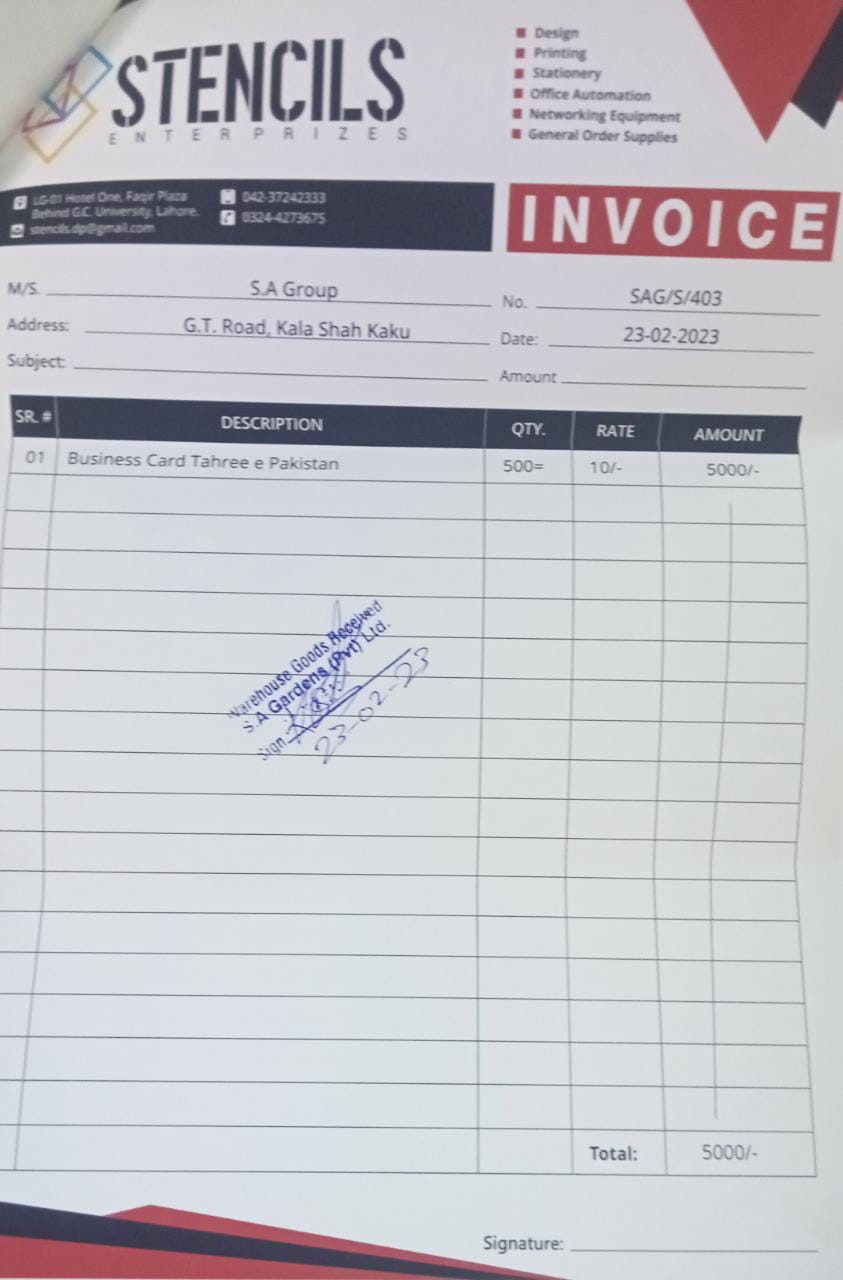 STENCILS
ENTERPRIZES
Design
Printing
Stationery
Office Automation
Networking Equipment
General Order Supplies
LG-01 Hotel One, Faqir Plaza
Behind G.C. University, Lahore.
stencils.dp@gmail.com
042-37242333
0324-4273675
INVOICE
M/S. S.A Group
No. SAG/S/403
Address: G.T. Road, Kala Shah Kaku
Date: 23-02-2023
Subject:
Amount
SR. # DESCRIPTION QTY. RATE AMOUNT
01 Business Card Tahree e Pakistan 500= 10/- 5000/-
Warehouse Goods Received
S.A Gardens (Pvt) Ltd.
Sign
23-02-23
Total: 5000/-
Signature: